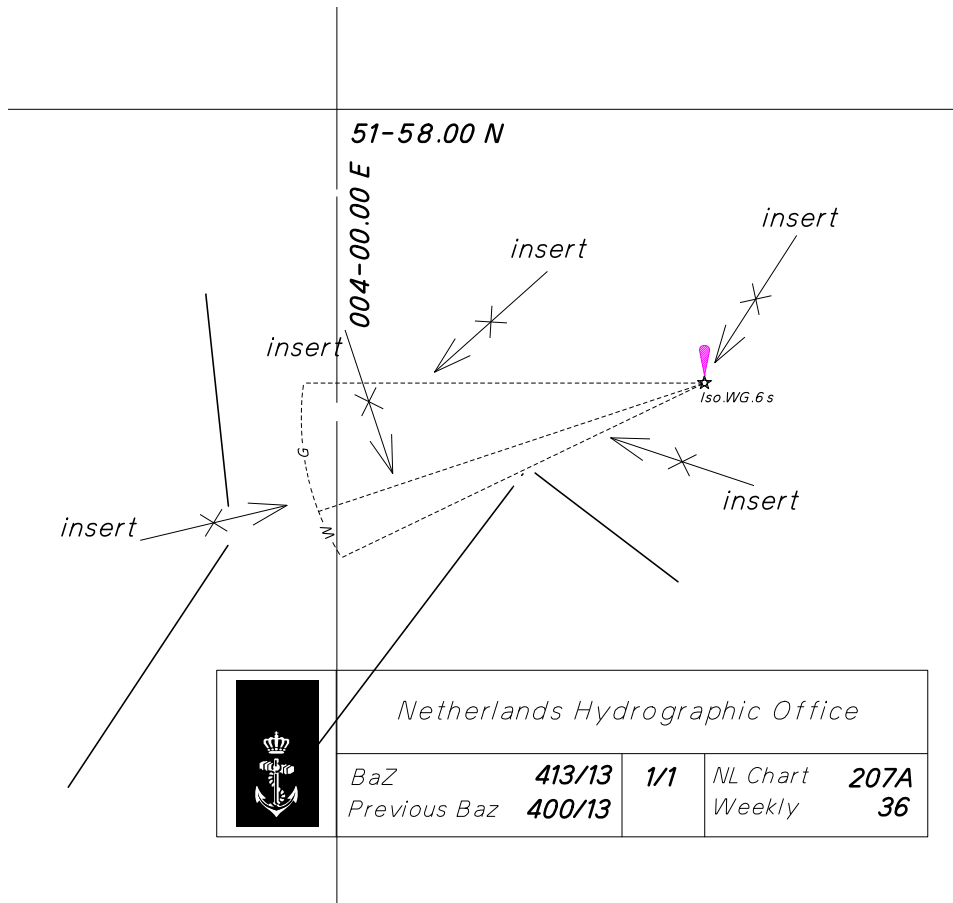 51-58.00 N
004-00.00 E
insert
insert
insert
Iso.WG.6s
G
W
insert
insert
Netherlands Hydrographic Office
BaZ 413/13 1/1 NL Chart 207A
Previous Baz 400/13 Weekly 36